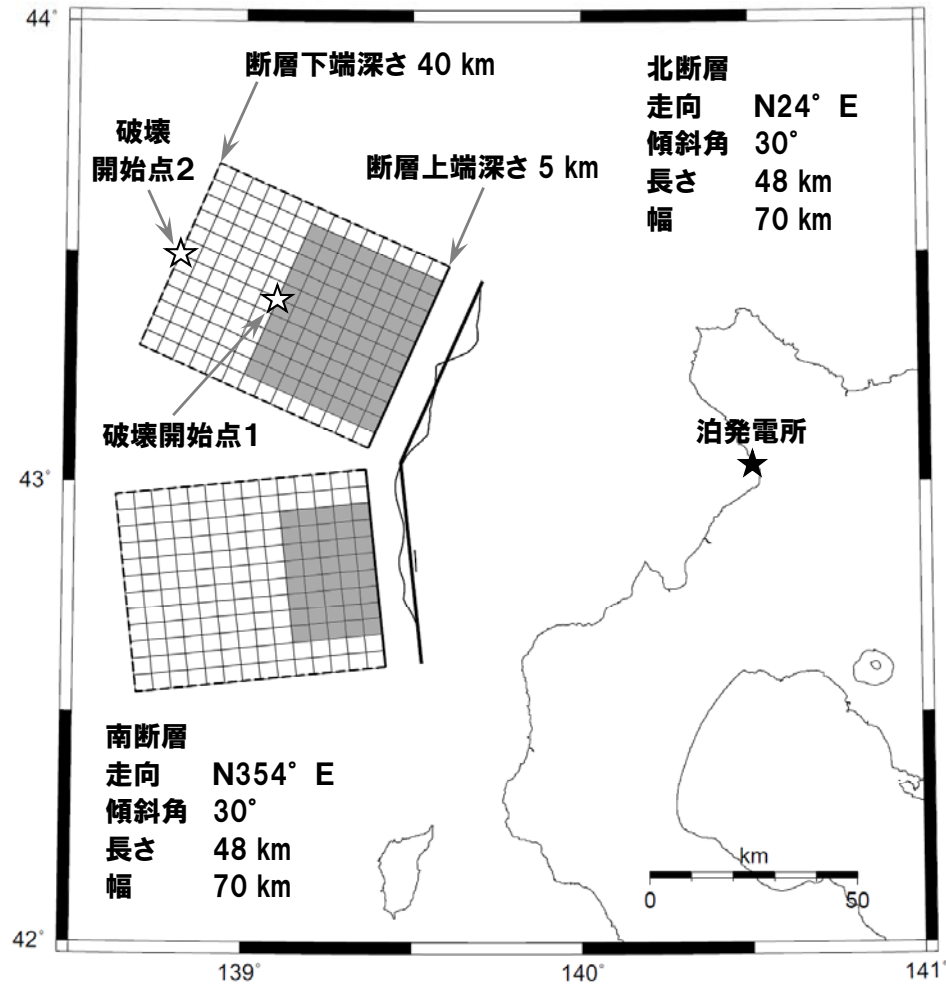 44°
断層下端深さ 40 km
破壊
開始点2
断層上端深さ 5 km
北断層
走向 N24° E
傾斜角 30°
長さ 48 km
幅 70 km
破壊開始点1
泊発電所
43°
南断層
走向 N354° E
傾斜角 30°
長さ 48 km
幅 70 km
km
0 50
42°
139° 140° 141°